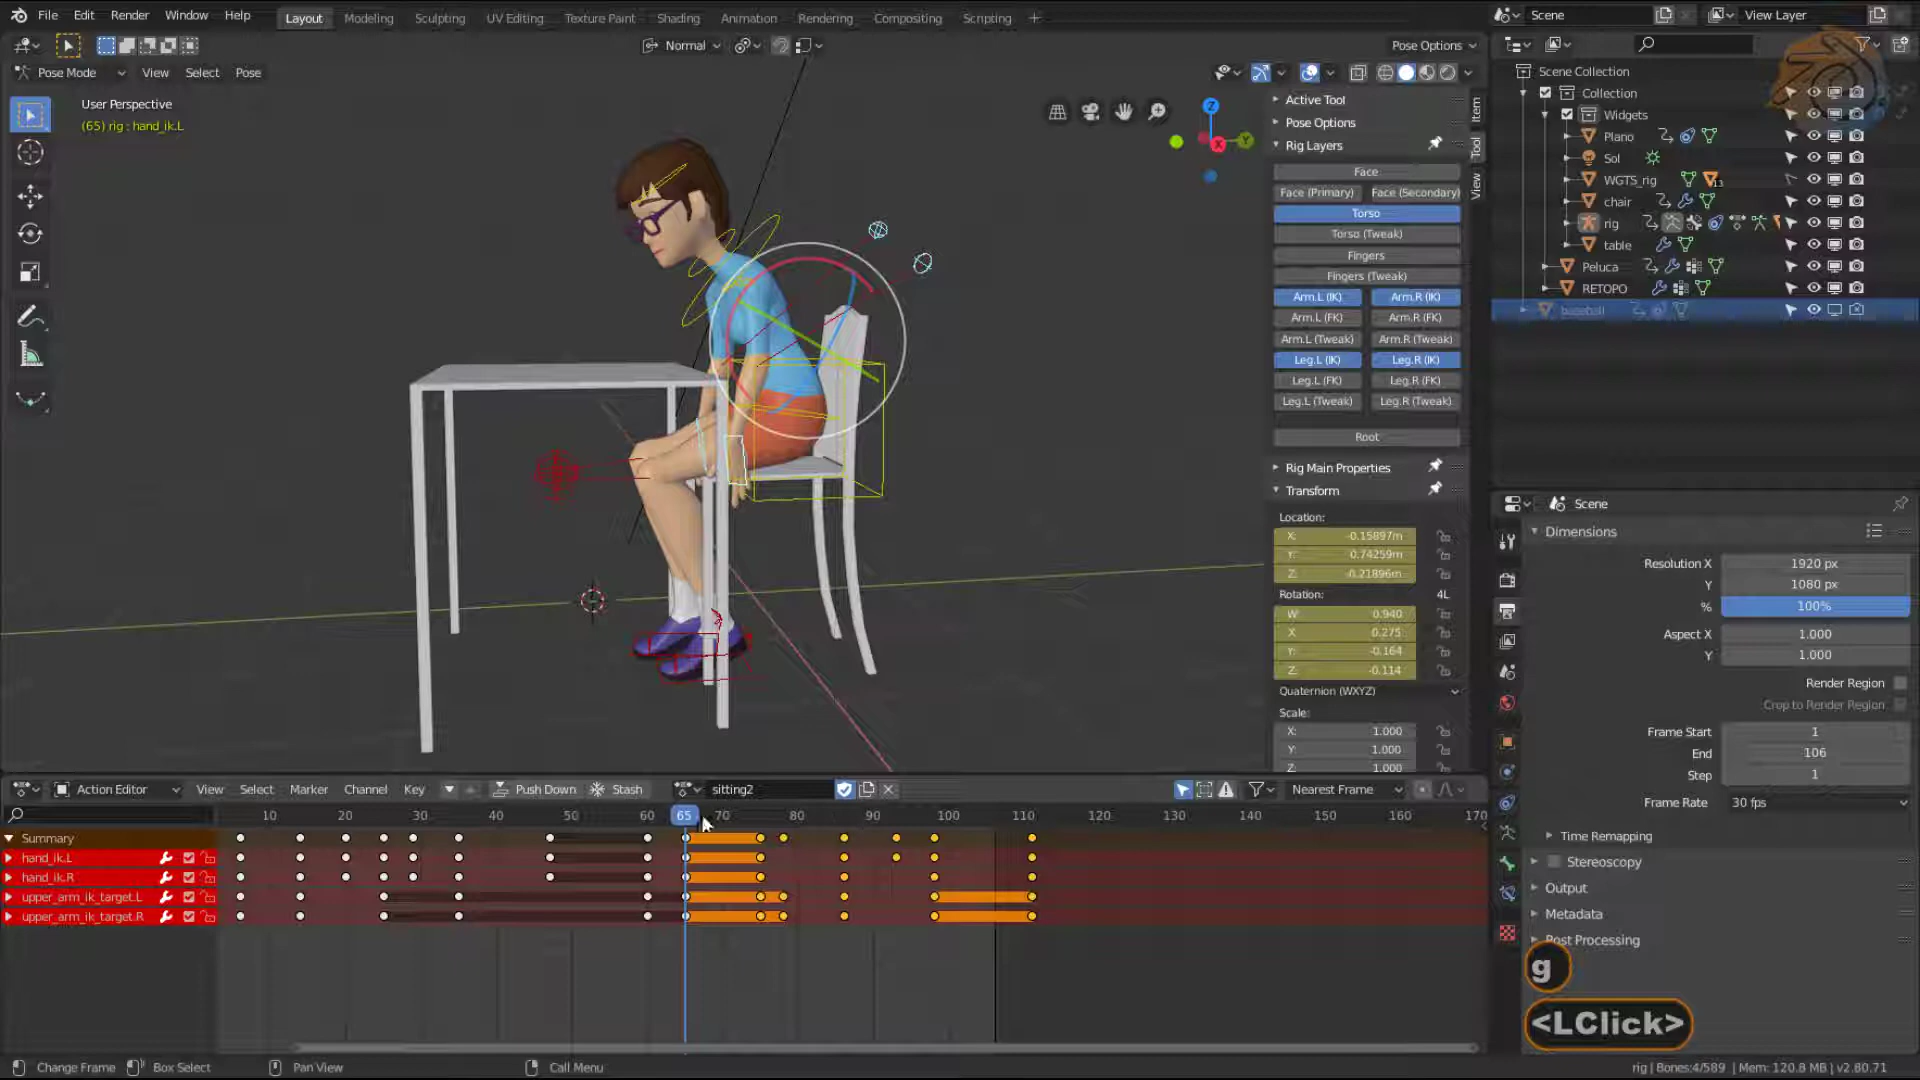 File Edit Render Window Help Layout Modeling Sculpting UV Editing Texture Paint Shading Animation Rendering Compositing Scripting + Scene View Layer
Normal Pose Options
Pose Mode View Select Pose
User Perspective
(65) rig : hand_ik.L
Z
Y
X
Active Tool
Pose Options
Rig Layers
Face
Face (Primary) Face (Secondary)
Torso
Torso (Tweak)
Fingers
Fingers (Tweak)
Arm.L (IK) Arm.R (IK)
Arm.L (FK) Arm.R (FK)
Arm.L (Tweak) Arm.R (Tweak)
Leg.L (IK) Leg.R (IK)
Leg.L (FK) Leg.R (FK)
Leg.L (Tweak) Leg.R (Tweak)
Root
Rig Main Properties
Transform
Location:
X: -0.15897m
Y: 0.74259m
Z: -0.21896m
Rotation: 4L
W: 0.940
X: 0.275
Y: -0.164
Z: -0.114
Quaternion (WXYZ)
Scale:
X: 1.000
Y: 1.000
Z: 1.000
Item
Tool
View
Scene Collection
Collection
Widgets
Plano
Sol
WGTS_rig 13
chair
rig
table
Peluca
RETOPO
baseball
Scene
Dimensions
Resolution X 1920 px
Y 1080 px
% 100%
Aspect X 1.000
Y 1.000
Render Region
Crop to Render Region
Frame Start 1
End 106
Step 1
Frame Rate 30 fps
Time Remapping
Stereoscopy
Output
Metadata
Post Processing
g
<LClick>
Action Editor View Select Marker Channel Key Push Down Stash sitting2 Nearest Frame
10 20 30 40 50 60 65 70 80 90 100 110 120 130 140 150 160 170
Summary
hand_ik.L
hand_ik.R
upper_arm_ik_target.L
upper_arm_ik_target.R
Change Frame Box Select Pan View Call Menu rig | Bones:4/589 | Mem: 120.8 MB | v2.80.71